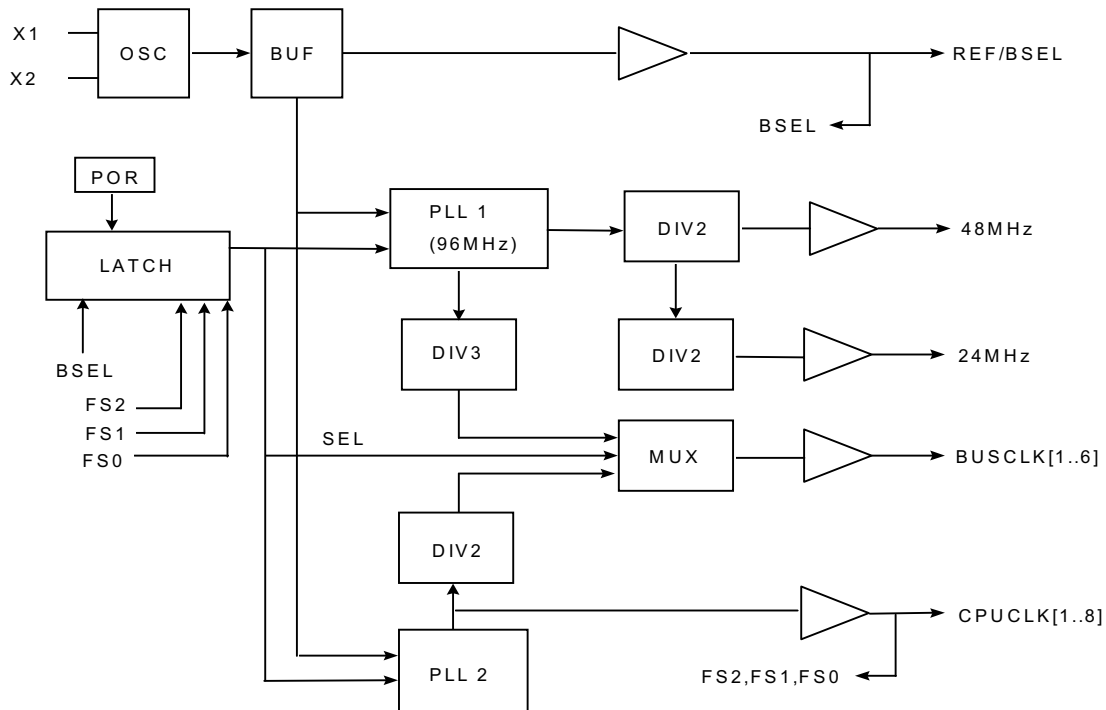 X1
X2
OSC
BUF
REF/BSEL
BSEL
POR
LATCH
PLL 1
(96MHz)
DIV2
48MHz
BSEL
FS2
FS1
FS0
DIV3
DIV2
24MHz
SEL
MUX
BUSCLK[1..6]
DIV2
PLL 2
CPUCLK[1..8]
FS2,FS1,FS0